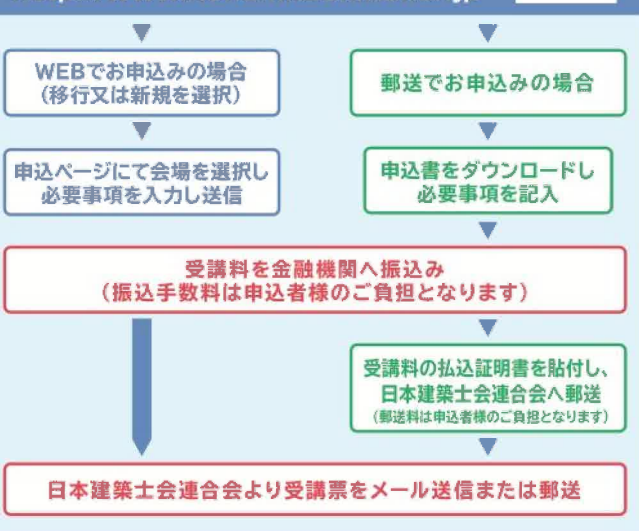 WEBでお申込みの場合
(移行又は新規を選択)
郵送でお申込みの場合
申込ページにて会場を選択し
必要事項を入力し送信
申込書をダウンロードし
必要事項を記入
受講料を金融機関へ振込み
(振込手数料は申込者様のご負担となります)
受講料の払込証明書を貼付し、
日本建築士会連合会へ郵送
(郵送料は申込者様のご負担となります)
日本建築士会連合会より受講票をメール送信または郵送